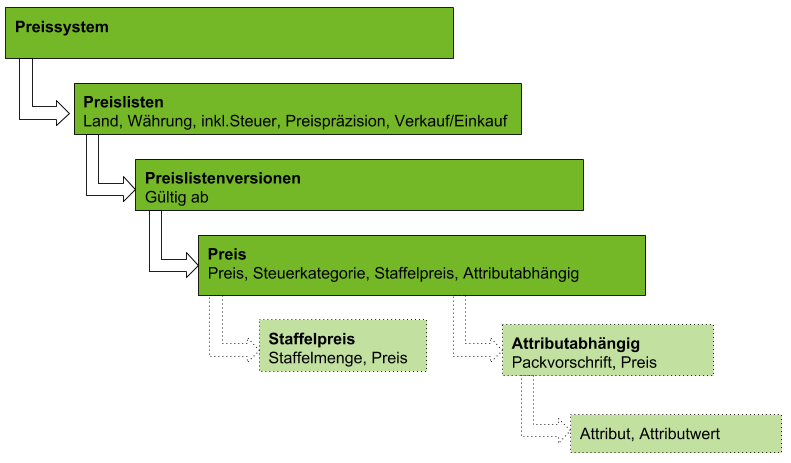 Preissystem
Preislisten
Land, Währung, inkl.Steuer, Preispräzision, Verkauf/Einkauf
Preislistenversionen
Gültig ab
Preis
Preis, Steuerkategorie, Staffelpreis, Attributabhängig
Staffelpreis
Staffelmenge, Preis
Attributabhängig
Packvorschrift, Preis
Attribut, Attributwert